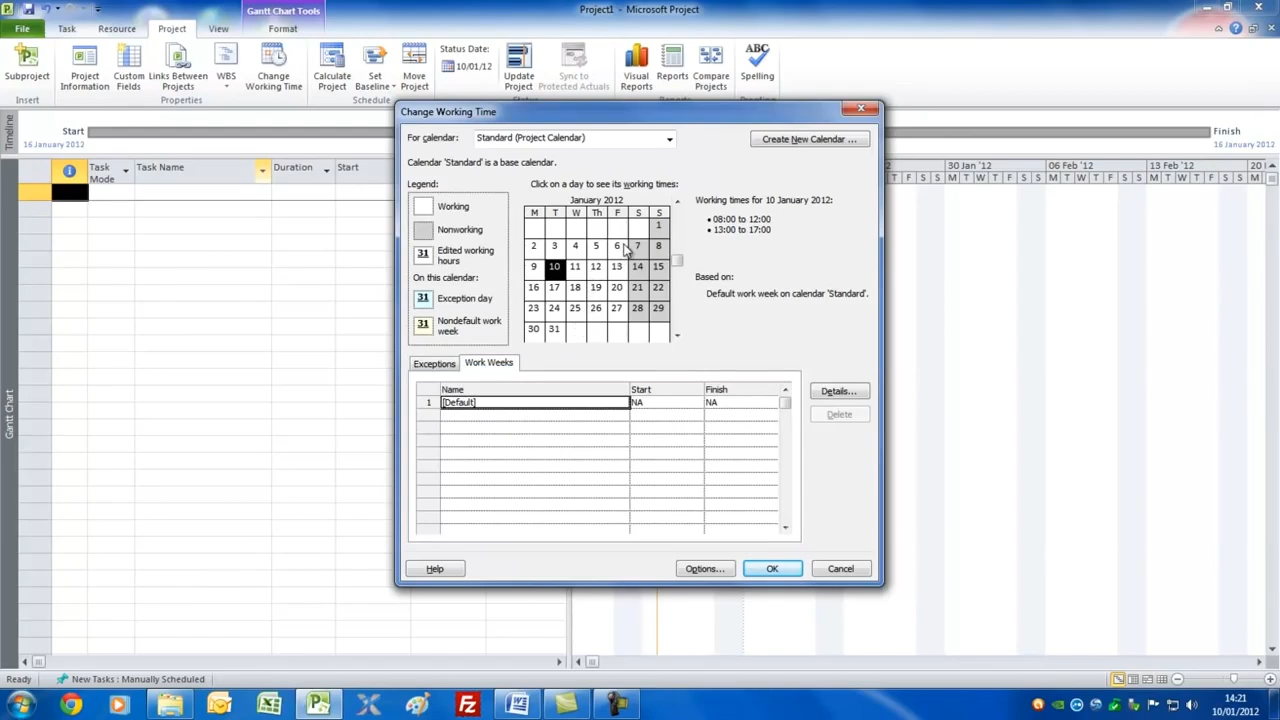 Project1 - Microsoft Project
Gantt Chart Tools
File Task Resource Project View Format
Subproject
Project Information
Custom Fields
Links Between Projects
WBS
Change Working Time
Calculate Project
Set Baseline
Move Project
Status Date:
10/01/12
Update Project
Sync to Protected Actuals
Visual Reports
Reports
Compare Projects
ABC
Spelling
Insert Properties Schedule
Timeline
Start
16 January 2012
Finish
16 January 2012
Task Mode
Task Name
Duration
Start
30 Jan '12 06 Feb '12 13 Feb '12
F S S M T W T F S S M T W T F S S M T W T F S S M
Gantt Chart
Change Working Time
For calendar: Standard (Project Calendar)
Create New Calendar ...
Calendar 'Standard' is a base calendar.
Legend:
Working
Nonworking
31 Edited working hours
On this calendar:
31 Exception day
31 Nondefault work week
Click on a day to see its working times:
January 2012
M T W Th F S S
1
2 3 4 5 6 7 8
9 10 11 12 13 14 15
16 17 18 19 20 21 22
23 24 25 26 27 28 29
30 31
Working times for 10 January 2012:
• 08:00 to 12:00
• 13:00 to 17:00
Based on:
Default work week on calendar 'Standard'.
Exceptions Work Weeks
Name Start Finish
1 [Default] NA NA
Details...
Delete
Help Options... OK Cancel
Ready New Tasks : Manually Scheduled
14:21
10/01/2012